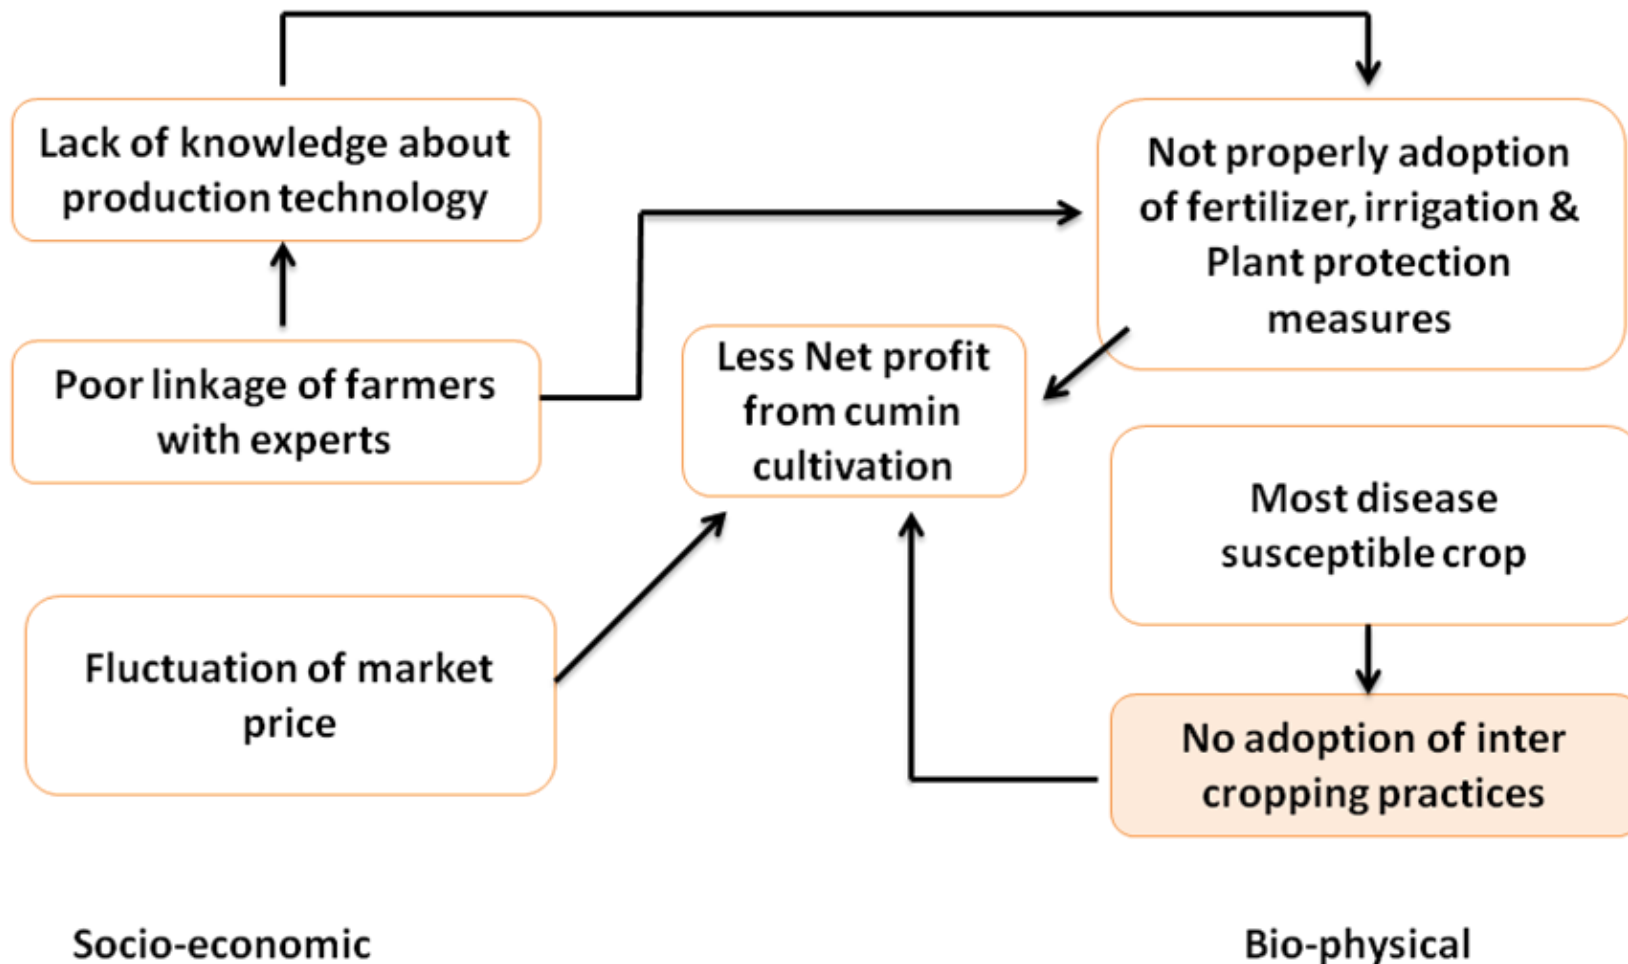 Lack of knowledge about
production technology
Not properly adoption
of fertilizer, irrigation &
Plant protection
measures
Poor linkage of farmers
with experts
Less Net profit
from cumin
cultivation
Most disease
susceptible crop
Fluctuation of market
price
No adoption of inter
cropping practices
Socio-economic
Bio-physical